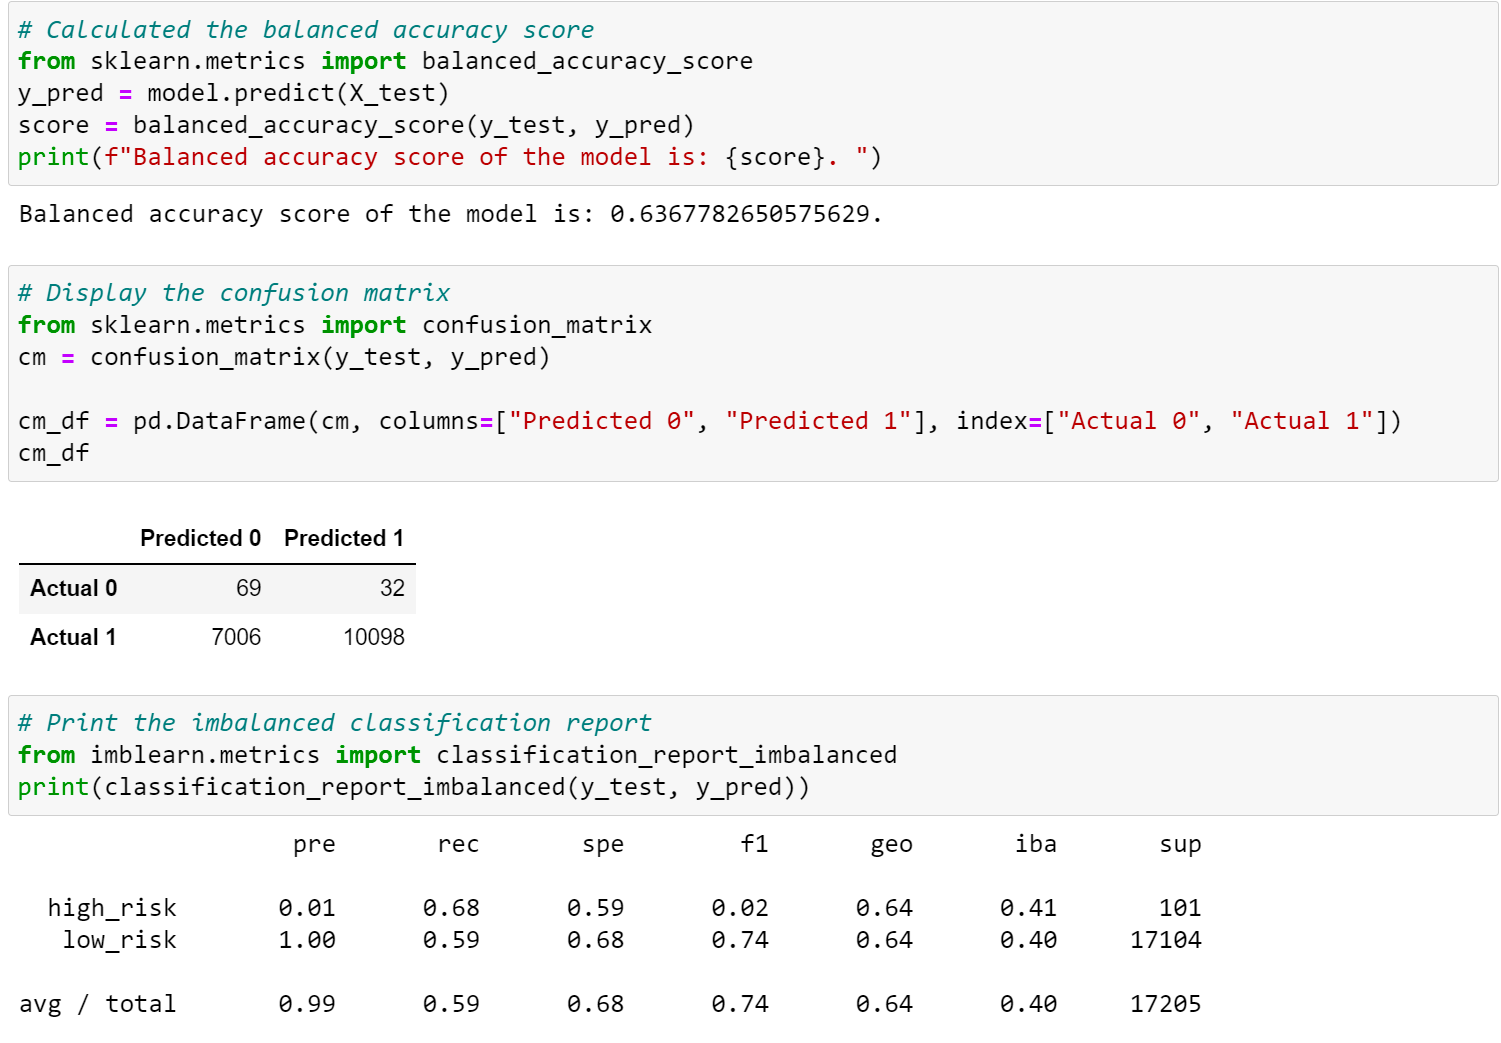 # Calculated the balanced accuracy score
from sklearn.metrics import balanced_accuracy_score
y_pred = model.predict(X_test)
score = balanced_accuracy_score(y_test, y_pred)
print(f"Balanced accuracy score of the model is: {score}. ")
Balanced accuracy score of the model is: 0.6367782650575629.
# Display the confusion matrix
from sklearn.metrics import confusion_matrix
cm = confusion_matrix(y_test, y_pred)
cm_df = pd.DataFrame(cm, columns=["Predicted 0", "Predicted 1"], index=["Actual 0", "Actual 1"])
cm_df
Predicted 0 Predicted 1
Actual 0 69 32
Actual 1 7006 10098
# Print the imbalanced classification report
from imblearn.metrics import classification_report_imbalanced
print(classification_report_imbalanced(y_test, y_pred))
pre rec spe f1 geo iba sup
high_risk 0.01 0.68 0.59 0.02 0.64 0.41 101
low_risk 1.00 0.59 0.68 0.74 0.64 0.40 17104
avg / total 0.99 0.59 0.68 0.74 0.64 0.40 17205